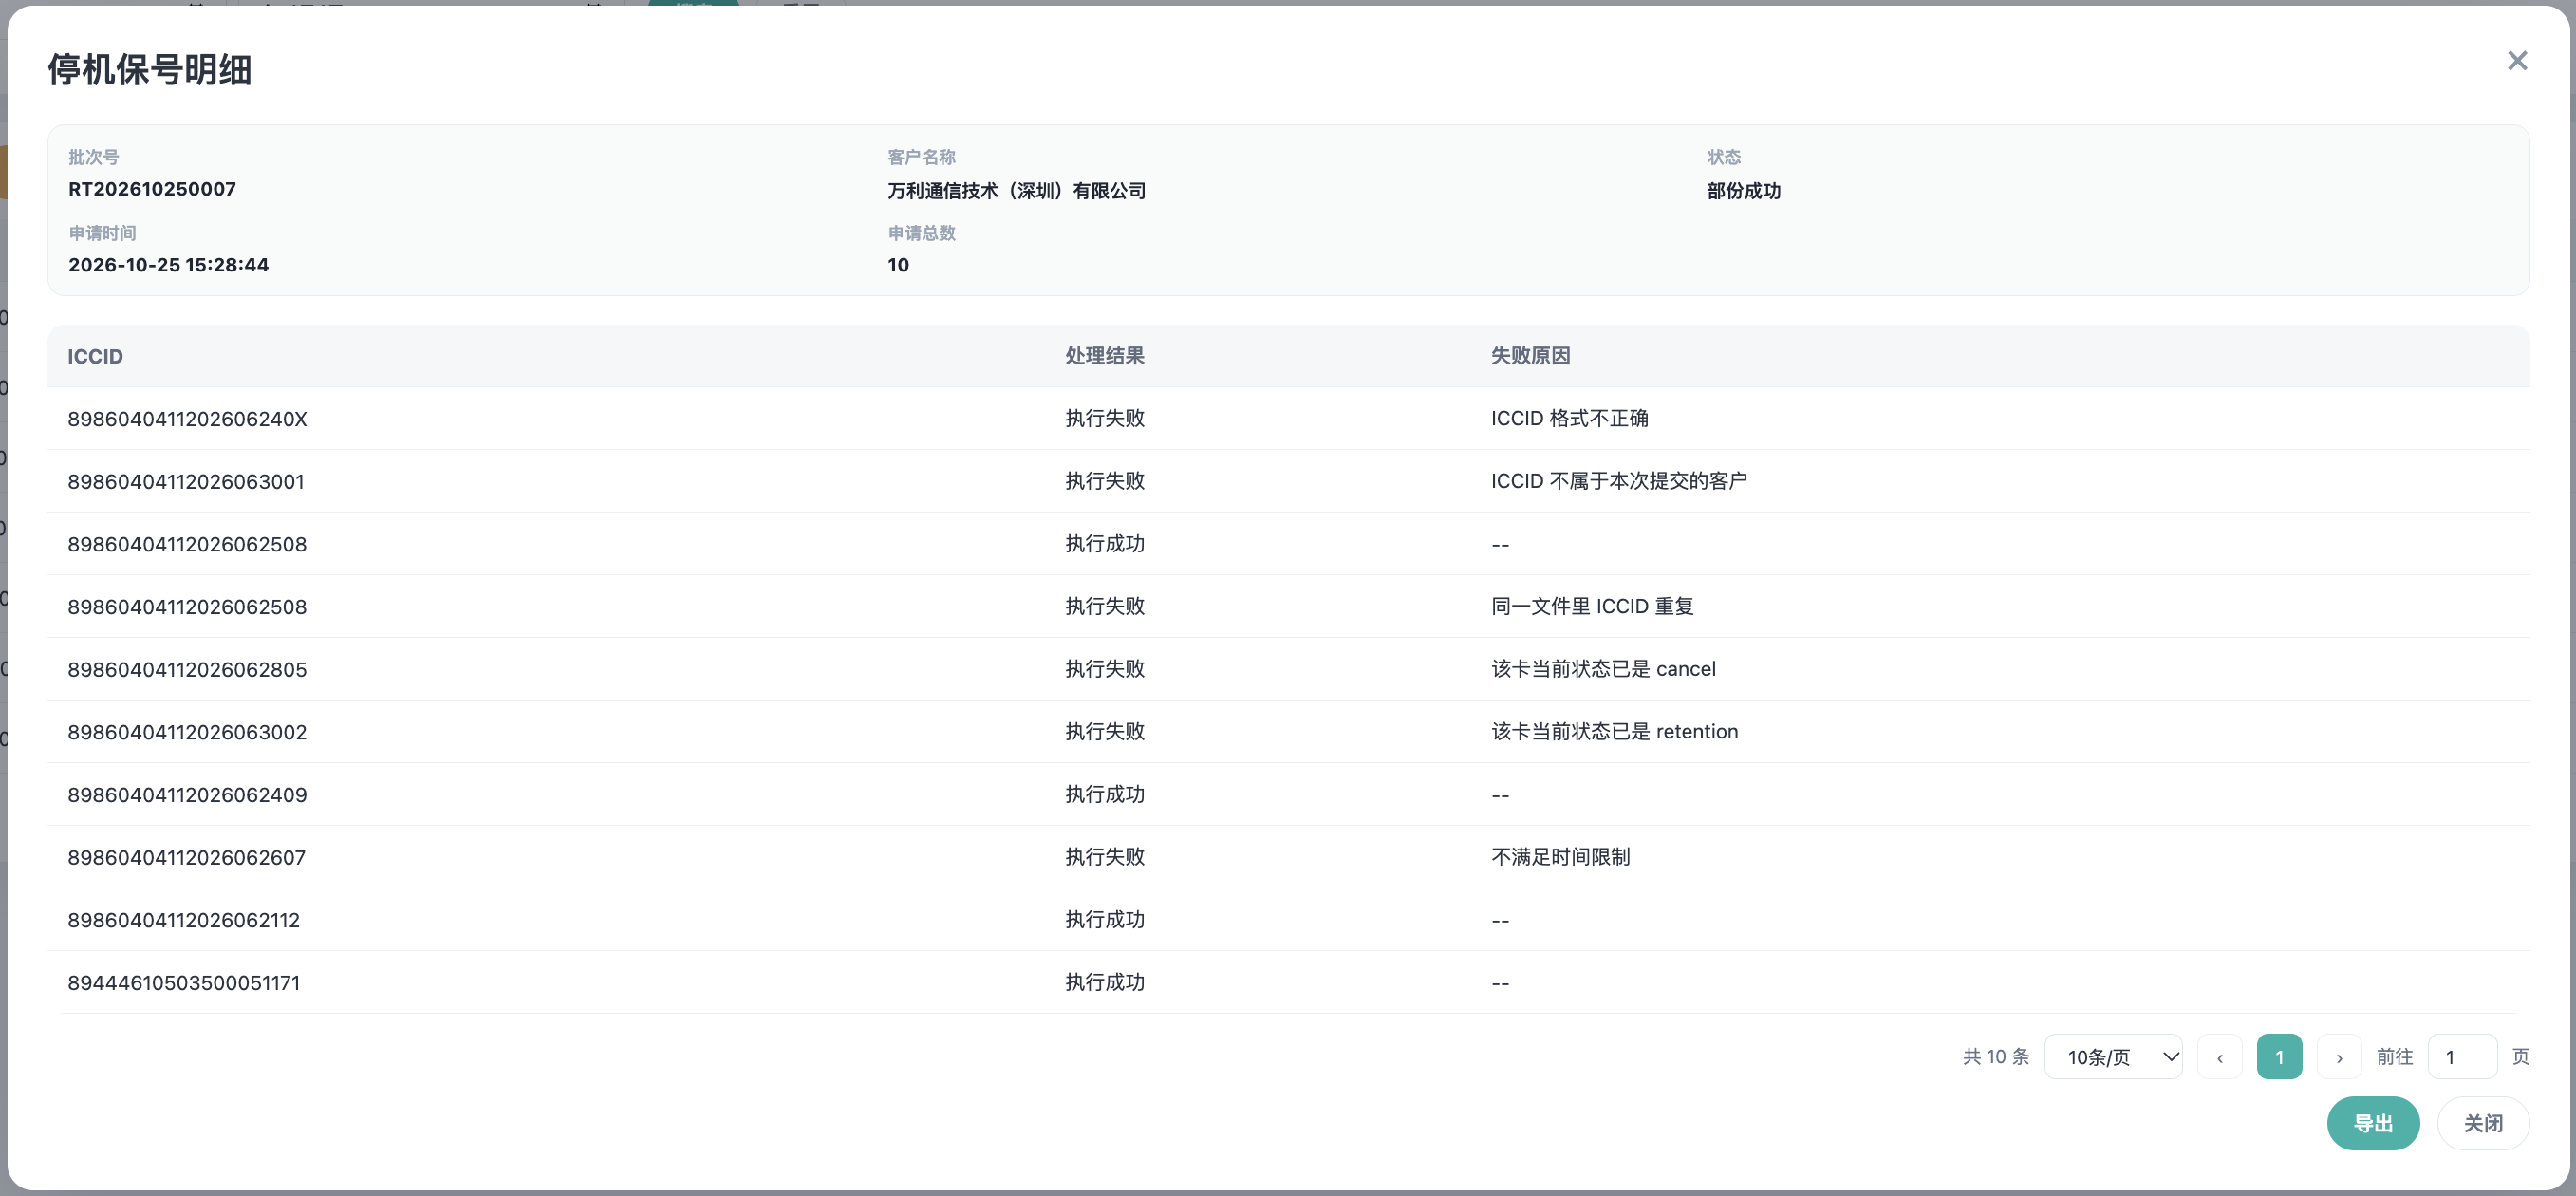 停机保号明细
×
批次号 客户名称 状态
RT202610250007 万利通信技术（深圳）有限公司 部份成功
申请时间 申请总数
2026-10-25 15:28:44 10
ICCID 处理结果 失败原因
8986040411202606240X 执行失败 ICCID 格式不正确
89860404112026063001 执行失败 ICCID 不属于本次提交的客户
89860404112026062508 执行成功 --
89860404112026062508 执行失败 同一文件里 ICCID 重复
89860404112026062805 执行失败 该卡当前状态已是 cancel
89860404112026063002 执行失败 该卡当前状态已是 retention
89860404112026062409 执行成功 --
89860404112026062607 执行失败 不满足时间限制
89860404112026062112 执行成功 --
89444610503500051171 执行成功 --
共 10 条 10条/页 ‹ 1 › 前往 1 页
导出 关闭